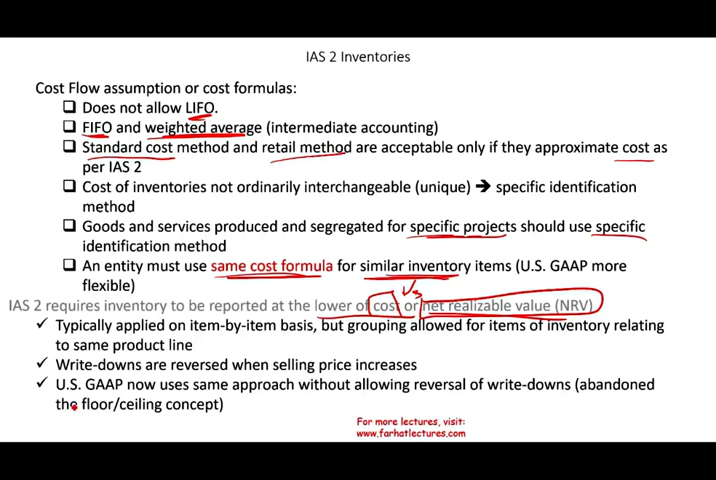 IAS 2 Inventories
Cost Flow assumption or cost formulas:
❑ Does not allow LIFO.
❑ FIFO and weighted average (intermediate accounting)
❑ Standard cost method and retail method are acceptable only if they approximate cost as
per IAS 2
❑ Cost of inventories not ordinarily interchangeable (unique) → specific identification
method
❑ Goods and services produced and segregated for specific projects should use specific
identification method
❑ An entity must use same cost formula for similar inventory items (U.S. GAAP more
flexible)
Vs
IAS 2 requires inventory to be reported at the lower of cost or net realizable value (NRV)
✓ Typically applied on item-by-item basis, but grouping allowed for items of inventory relating
to same product line
✓ Write-downs are reversed when selling price increases
✓ U.S. GAAP now uses same approach without allowing reversal of write-downs (abandoned
the floor/ceiling concept)
For more lectures, visit:
www.farhatlectures.com